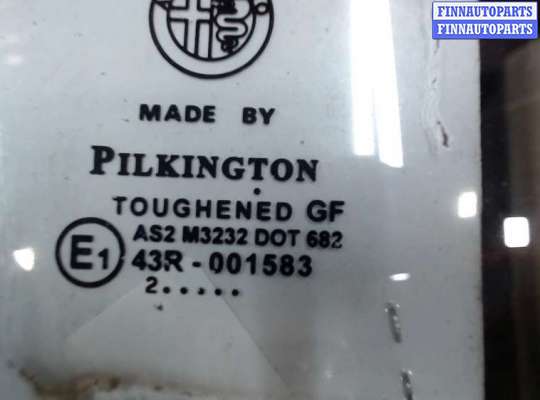 FINNAUTOPARTS
FINNAUTOPARTS
MADE BY
PILKINGTON
TOUGHENED GF
AS2 M3232 DOT 682
E1 43R - 001583
2.....